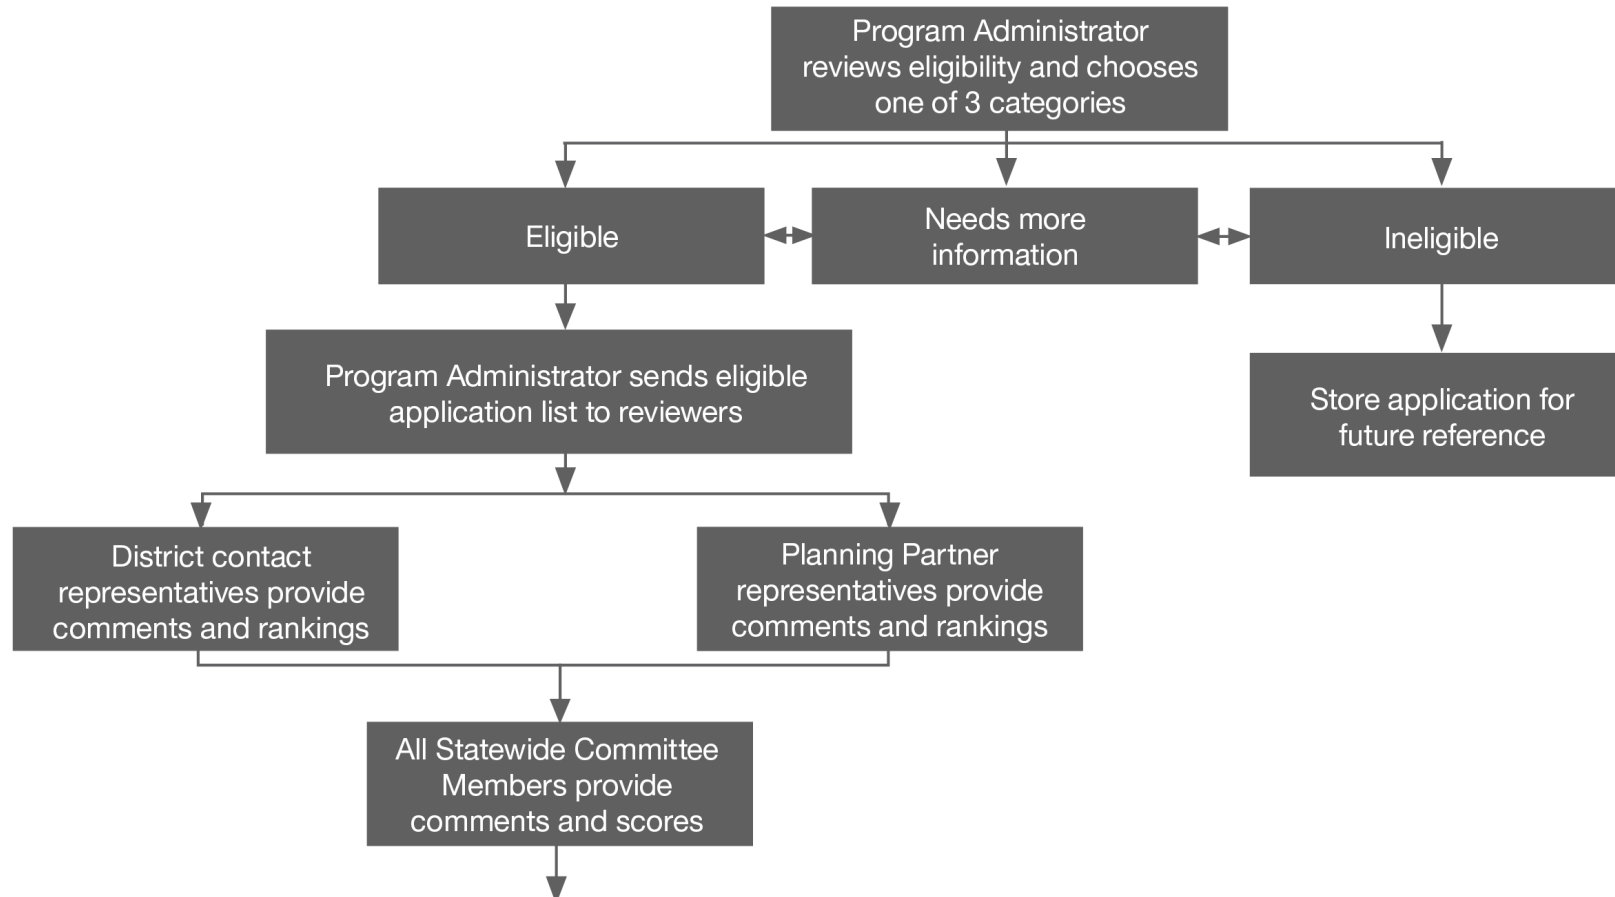 Program Administrator
reviews eligibility and chooses
one of 3 categories
Eligible
Needs more
information
Ineligible
Program Administrator sends eligible
application list to reviewers
Store application for
future reference
District contact
representatives provide
comments and rankings
Planning Partner
representatives provide
comments and rankings
All Statewide Committee
Members provide
comments and scores